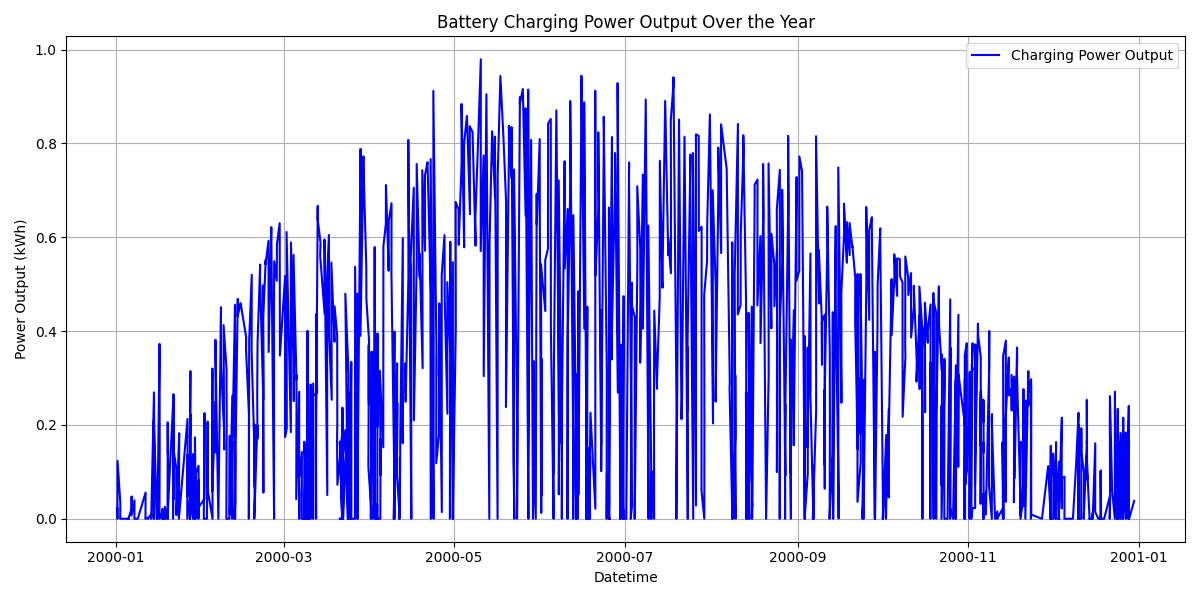 Battery Charging Power Output Over the Year
Charging Power Output
Power Output (kWh)
1.0
0.8
0.6
0.4
0.2
0.0
2000-01 2000-03 2000-05 2000-07 2000-09 2000-11 2001-01
Datetime